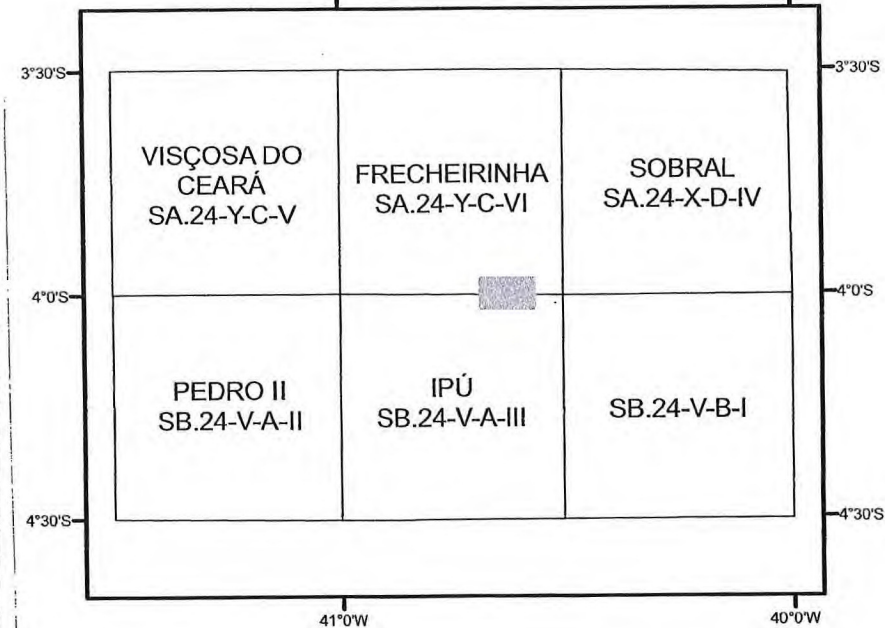 3°30'S
3°30'S
VISÇOSA DO
CEARÁ
SA.24-Y-C-V
FRECHEIRINHA
SA.24-Y-C-VI
SOBRAL
SA.24-X-D-IV
4°0'S
4°0'S
PEDRO II
SB.24-V-A-II
IPÚ
SB.24-V-A-III
SB.24-V-B-I
4°30'S
4°30'S
41°0'W
40°0'W